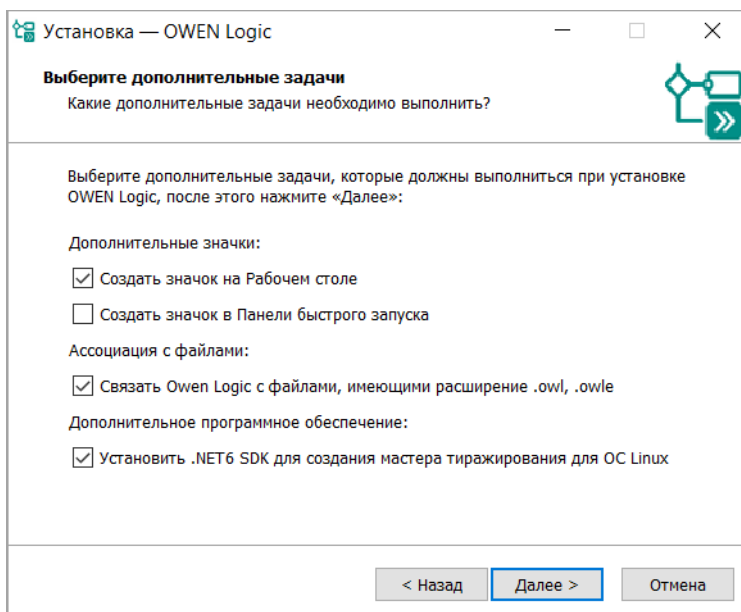 Установка — OWEN Logic
Выберите дополнительные задачи
Какие дополнительные задачи необходимо выполнить?
Выберите дополнительные задачи, которые должны выполниться при установке
OWEN Logic, после этого нажмите «Далее»:
Дополнительные значки:
Создать значок на Рабочем столе
Создать значок в Панели быстрого запуска
Ассоциация с файлами:
Связать Owen Logic с файлами, имеющими расширение .owl, .owle
Дополнительное программное обеспечение:
Установить .NET6 SDK для создания мастера тиражирования для ОС Linux
< Назад
Далее >
Отмена